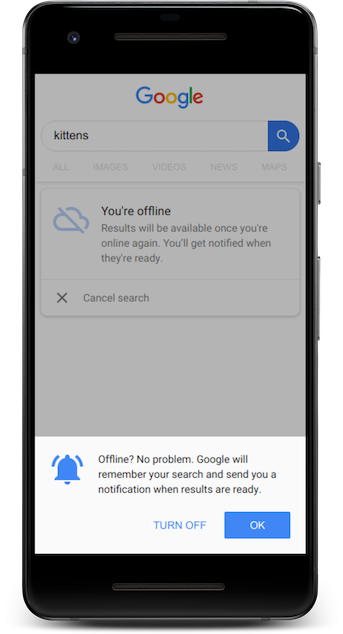 Google
kittens
ALL IMAGES VIDEOS NEWS MAPS
You're offline
Results will be available once you're
online again. You'll get notified when
they're ready.
Cancel search
Offline? No problem. Google will
remember your search and send you a
notification when results are ready.
TURN OFF OK